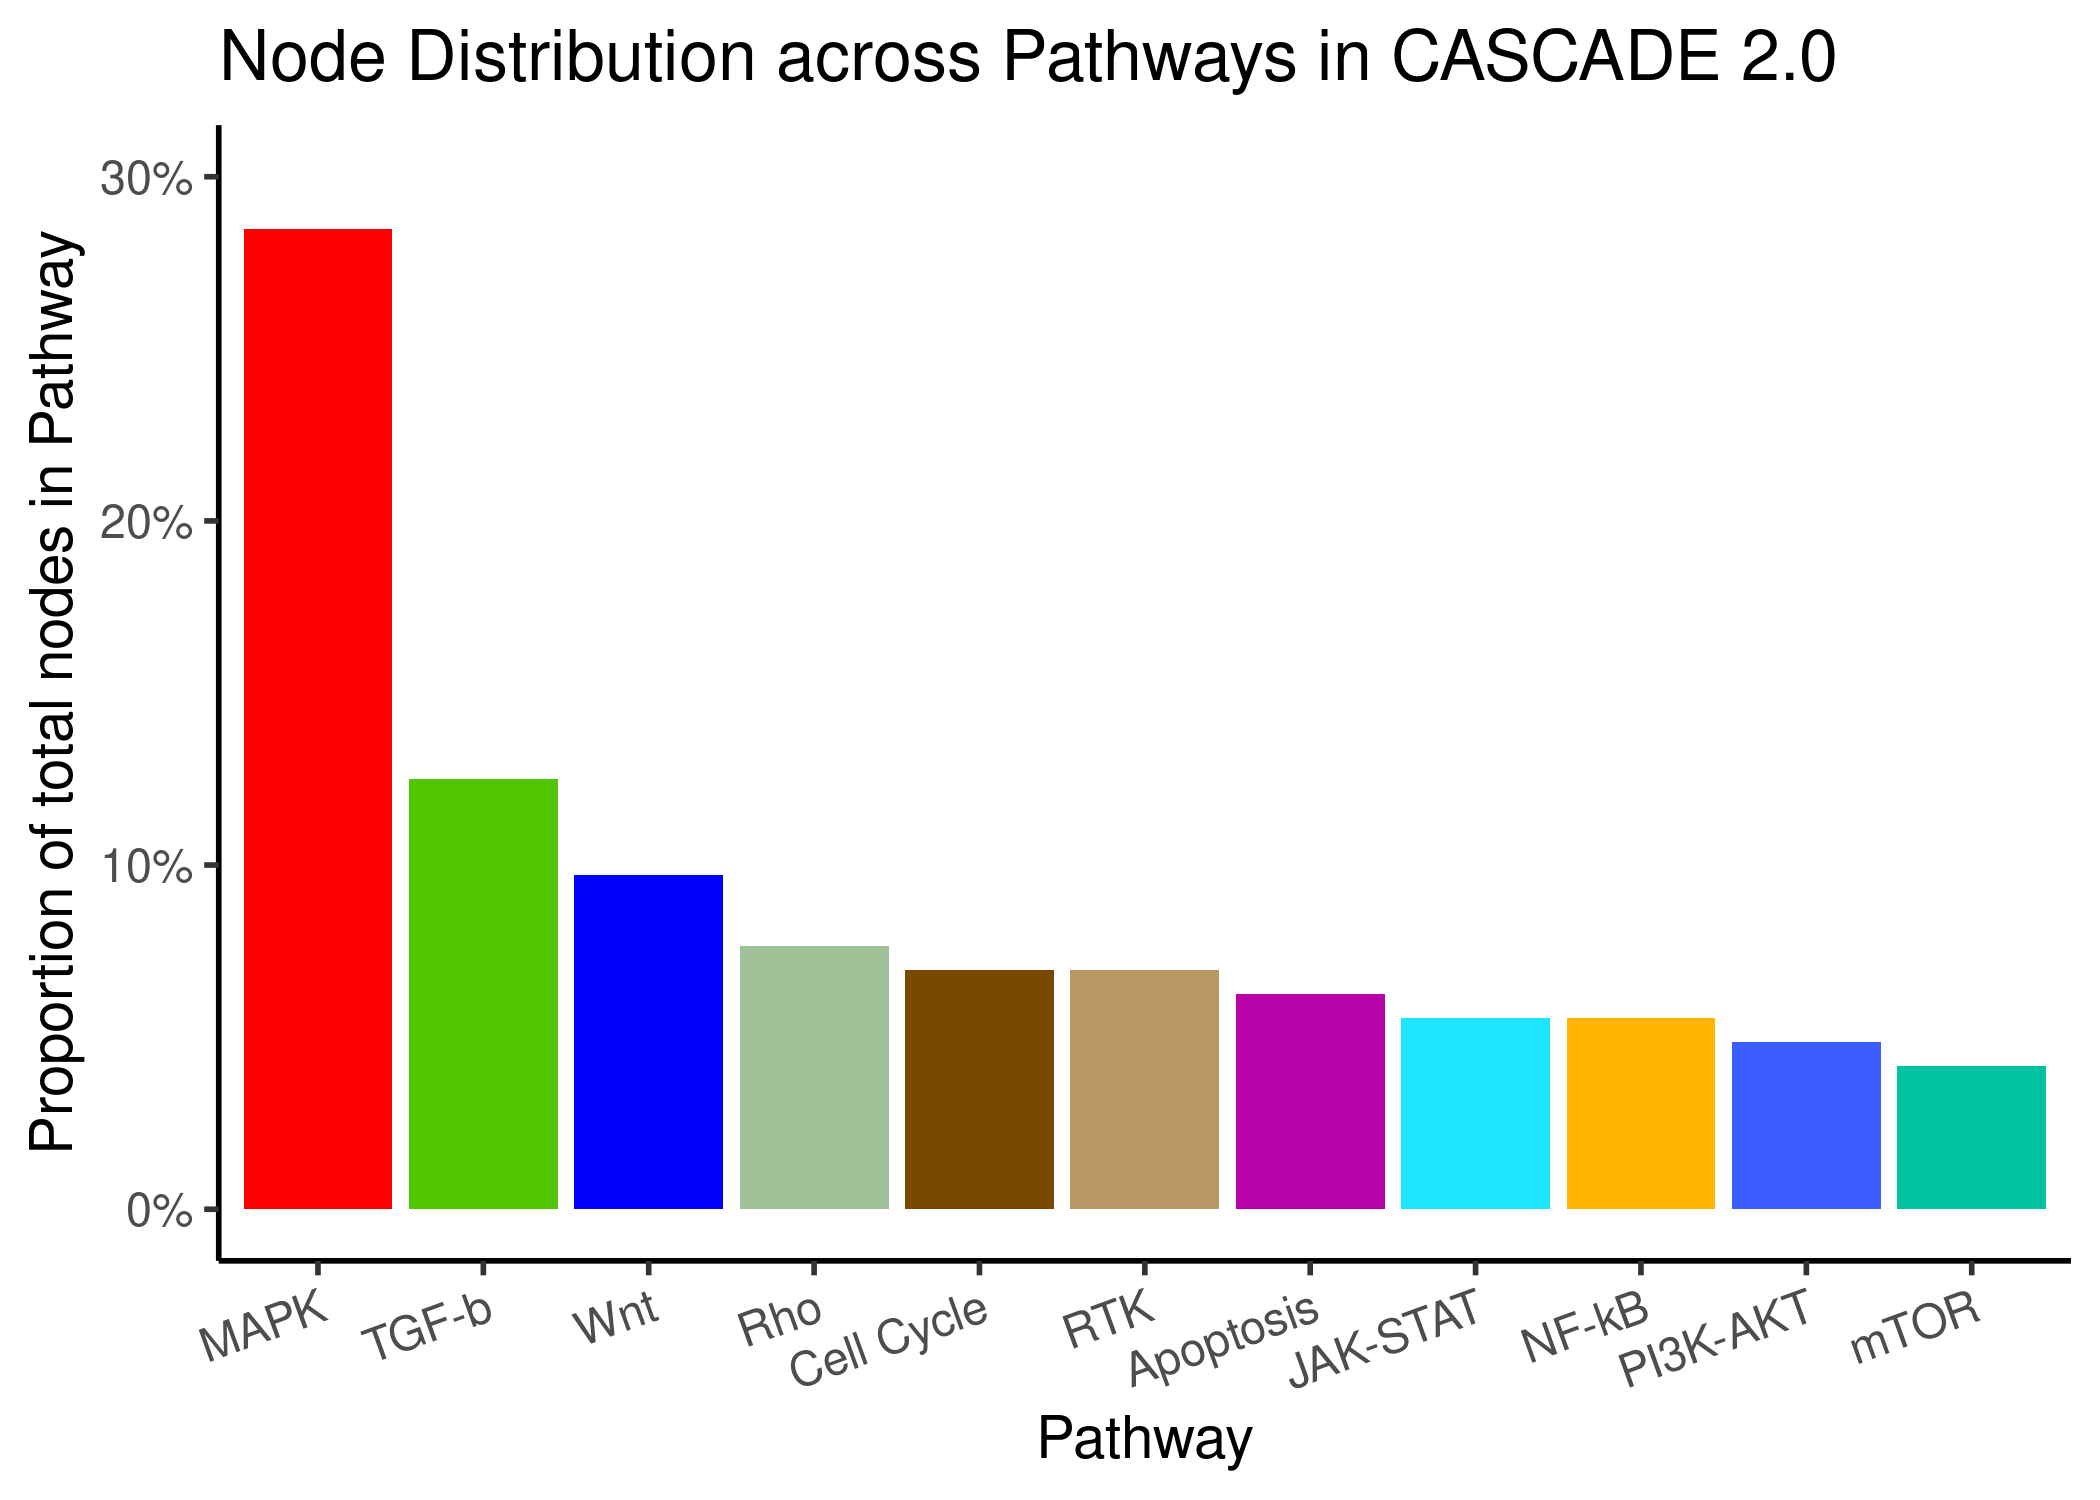 Node Distribution across Pathways in CASCADE 2.0
Proportion of total nodes in Pathway
30%
20%
10%
0%
MAPK
TGF-b
Wnt
Rho
Cell Cycle
RTK
Apoptosis
JAK-STAT
NF-kB
PI3K-AKT
mTOR
Pathway